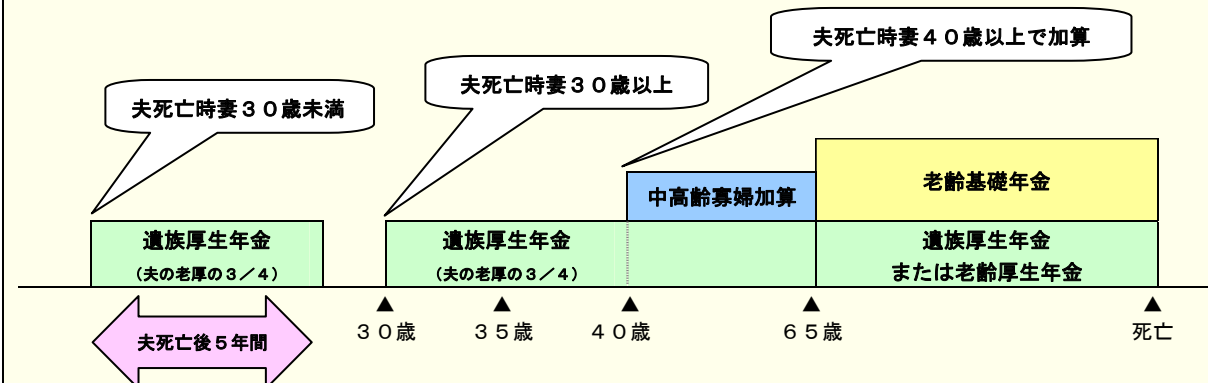 夫死亡時妻４０歳以上で加算
夫死亡時妻３０歳以上
夫死亡時妻３０歳未満
老齢基礎年金
中高齢寡婦加算
遺族厚生年金
（夫の老厚の３／４）
遺族厚生年金
（夫の老厚の３／４）
遺族厚生年金
または老齢厚生年金
▲
▲
▲
▲
▲
３０歳
３５歳
４０歳
６５歳
死亡
夫死亡後５年間